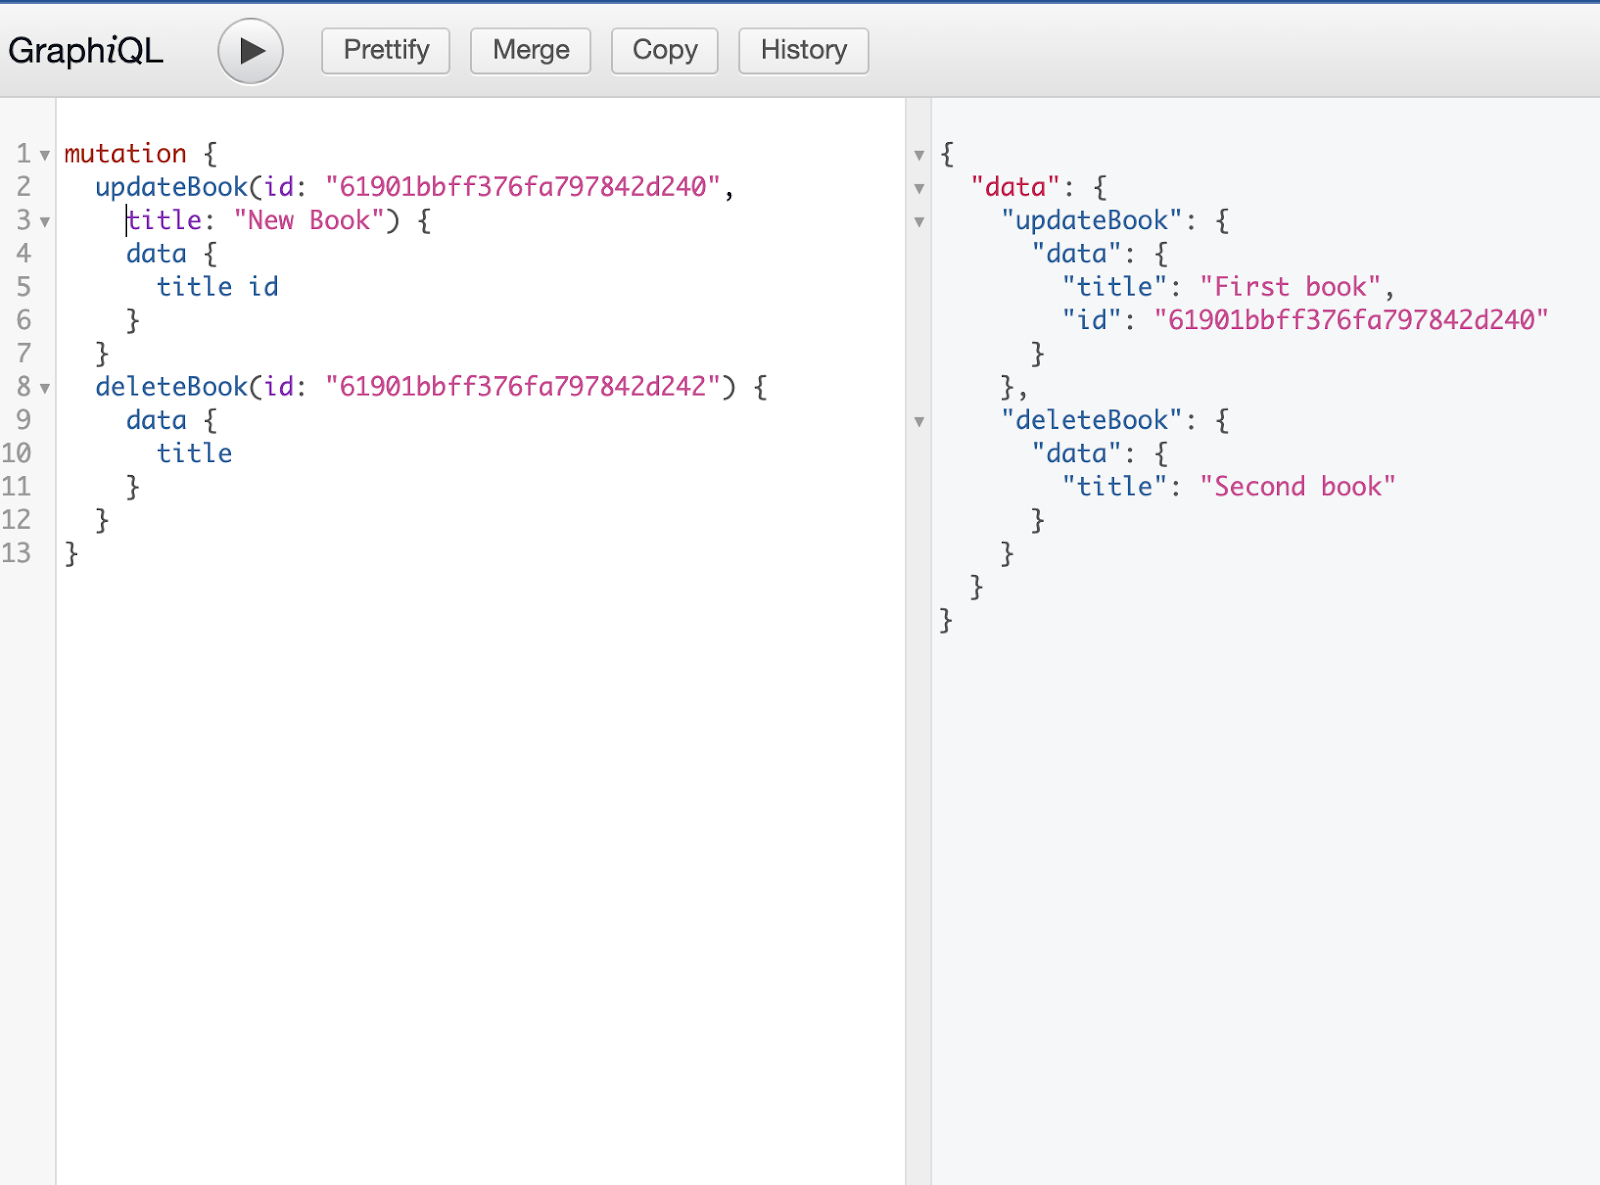 GraphiQL Prettify Merge Copy History
1 mutation {
2 updateBook(id: "61901bbff376fa797842d240",
3 title: "New Book") {
4 data {
5 title id
6 }
7 }
8 deleteBook(id: "61901bbff376fa797842d242") {
9 data {
10 title
11 }
12 }
13 }
{
"data": {
"updateBook": {
"data": {
"title": "First book",
"id": "61901bbff376fa797842d240"
}
},
"deleteBook": {
"data": {
"title": "Second book"
}
}
}
}